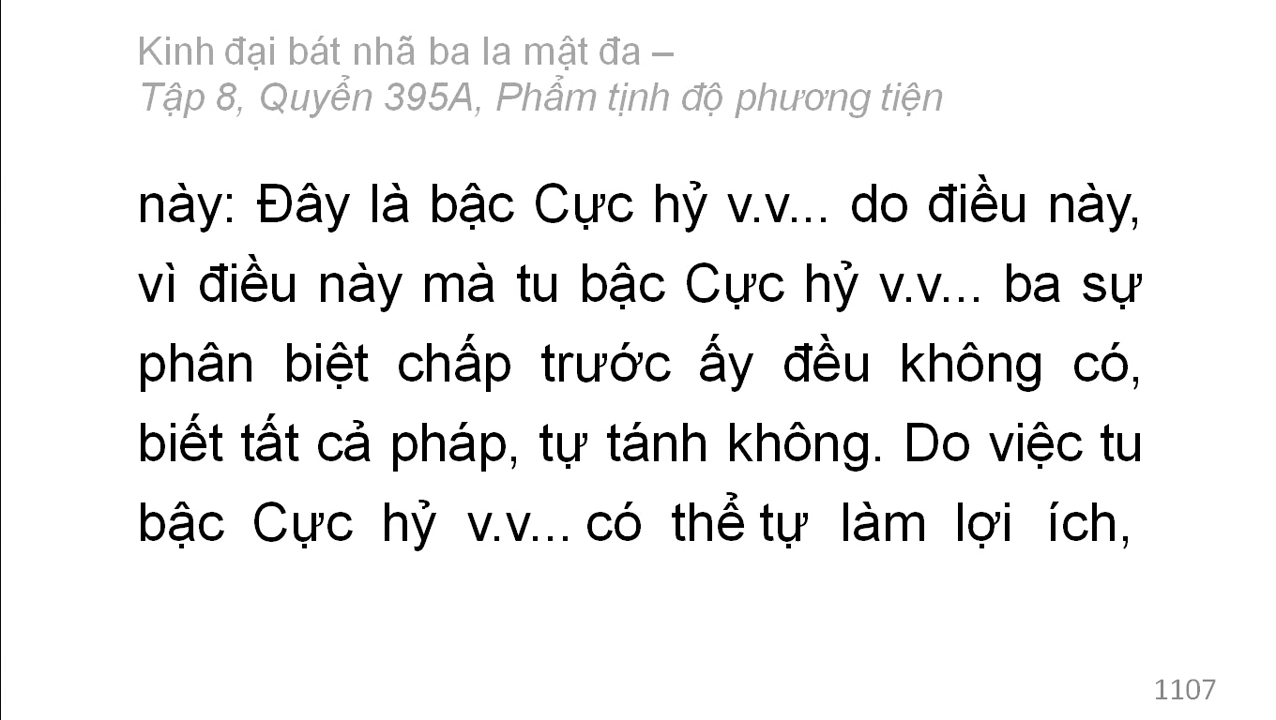 Kinh đại bát nhã ba la mật đa –
Tập 8, Quyển 395A, Phẩm tịnh độ phương tiện
này: Đây là bậc Cực hỷ v.v... do điều này,
vì điều này mà tu bậc Cực hỷ v.v... ba sự
phân biệt chấp trước ấy đều không có,
biết tất cả pháp, tự tánh không. Do việc tu
bậc Cực hỷ v.v... có thể tự làm lợi ích,
1107